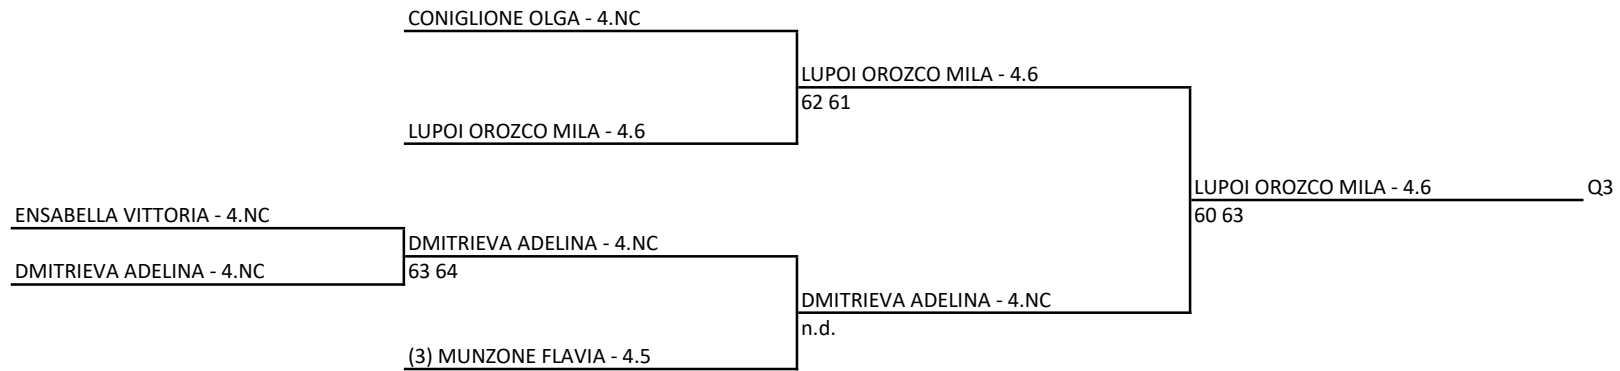 CONIGLIONE OLGA - 4.NC
LUPOI OROZCO MILA - 4.6
62 61
LUPOI OROZCO MILA - 4.6
LUPOI OROZCO MILA - 4.6
Q3
60 63
ENSABELLA VITTORIA - 4.NC
DMITRIEVA ADELINA - 4.NC
DMITRIEVA ADELINA - 4.NC
63 64
DMITRIEVA ADELINA - 4.NC
n.d.
(3) MUNZONE FLAVIA - 4.5